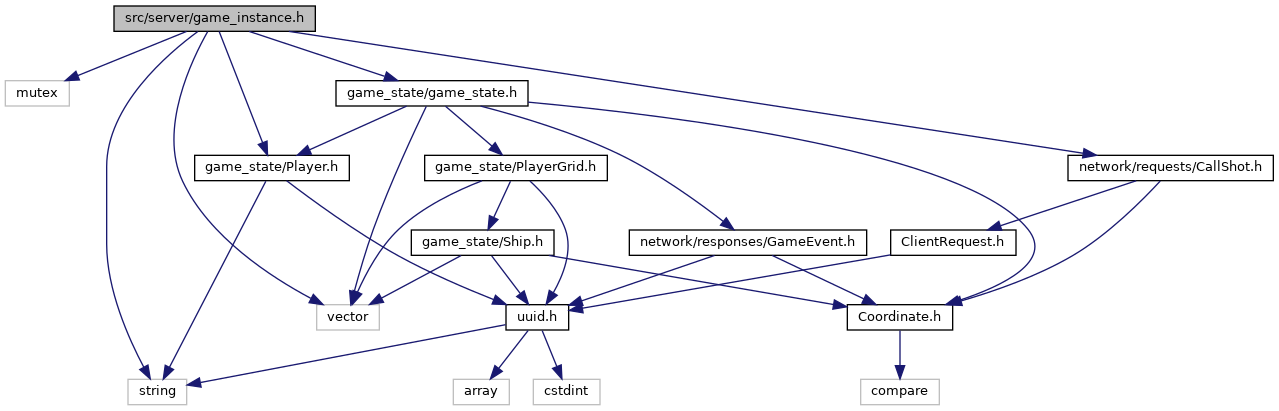 src/server/game_instance.h
mutex
game_state/game_state.h
game_state/Player.h
game_state/PlayerGrid.h
network/requests/CallShot.h
game_state/Ship.h
network/responses/GameEvent.h
ClientRequest.h
vector
uuid.h
Coordinate.h
string
array
cstdint
compare